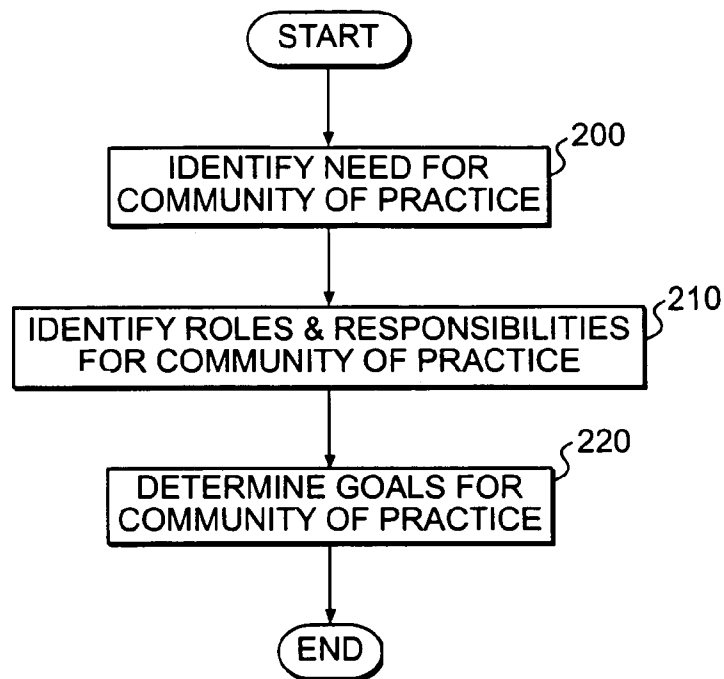 START
200
IDENTIFY NEED FOR
COMMUNITY OF PRACTICE
210
IDENTIFY ROLES & RESPONSIBILITIES
FOR COMMUNITY OF PRACTICE
220
DETERMINE GOALS FOR
COMMUNITY OF PRACTICE
END